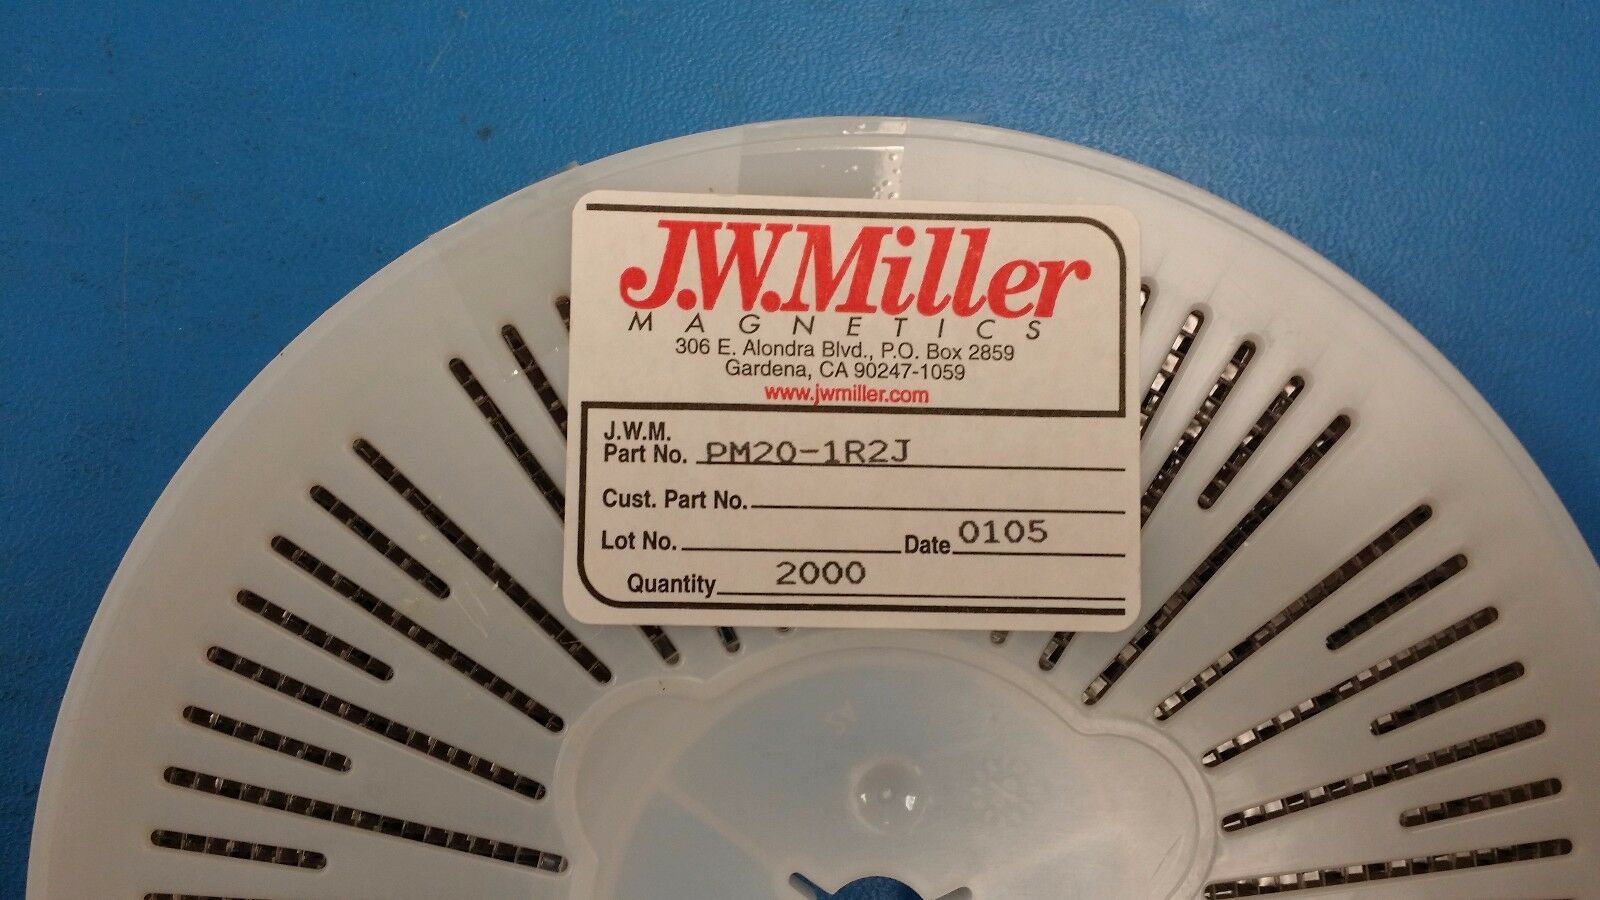 J.W.Miller
MAGNETICS
306 E. Alondra Blvd., P.O. Box 2859
Gardena, CA 90247-1059
www.jwmiller.com
J.W.M.
Part No. PM20-1R2J
Cust. Part No.
Lot No. Date 0105
Quantity 2000